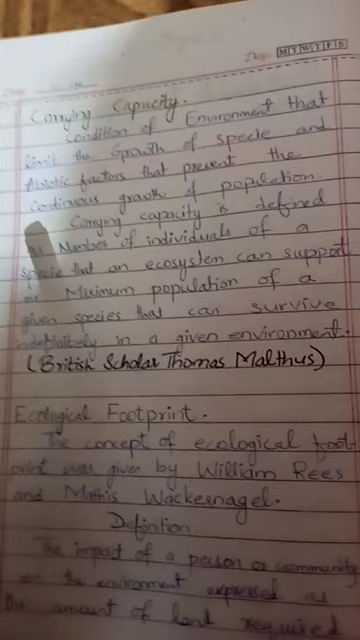 Day: M T W T F S
Carrying Capacity.
Condition of Environment that
limit the Growth of specie and
Abiotic factors that prevent the
Continuous growth of population
Carrying capacity is defined
as Number of individuals of a
specie that an ecosystem can support
or Maximum population of a
given species that can survive
indefinitely in a given environment.
(British Scholar Thomas Malthus)
Ecological Footprint.
The concept of ecological foot-
print was given by William Rees
and Mathis Wackesnagel.
Definition
The impact of a person or community
on the environment expressed as
the amount of land required